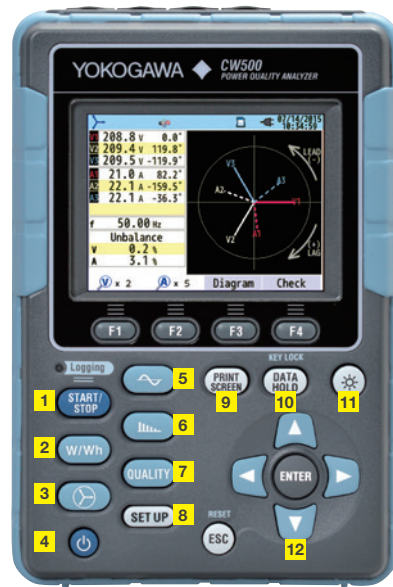 YOKOGAWA ◆ CW500
POWER QUALITY ANALYZER
02/14/2015
10:34:59
V1 208.8 V 0.0°
V2 209.4 V 119.8°
V3 209.5 V -119.9°
A1 21.0 A 82.2°
A2 22.1 A -159.5°
A3 22.1 A -36.3°
f 50.00 Hz
Unbalance
V 0.2 %
A 3.1 %
LEAD
(-)
V3
A3
A2
V1
V2
A1
(+)
LAG
V x 2 A x 5 Diagram Check
F1 F2 F3 F4
Logging
KEY LOCK
START/
STOP
PRINT
SCREEN
DATA
HOLD
1
5
9
10
11
W/Wh
2
6
3
QUALITY
7
ENTER
4
SET UP
8
RESET
ESC
12